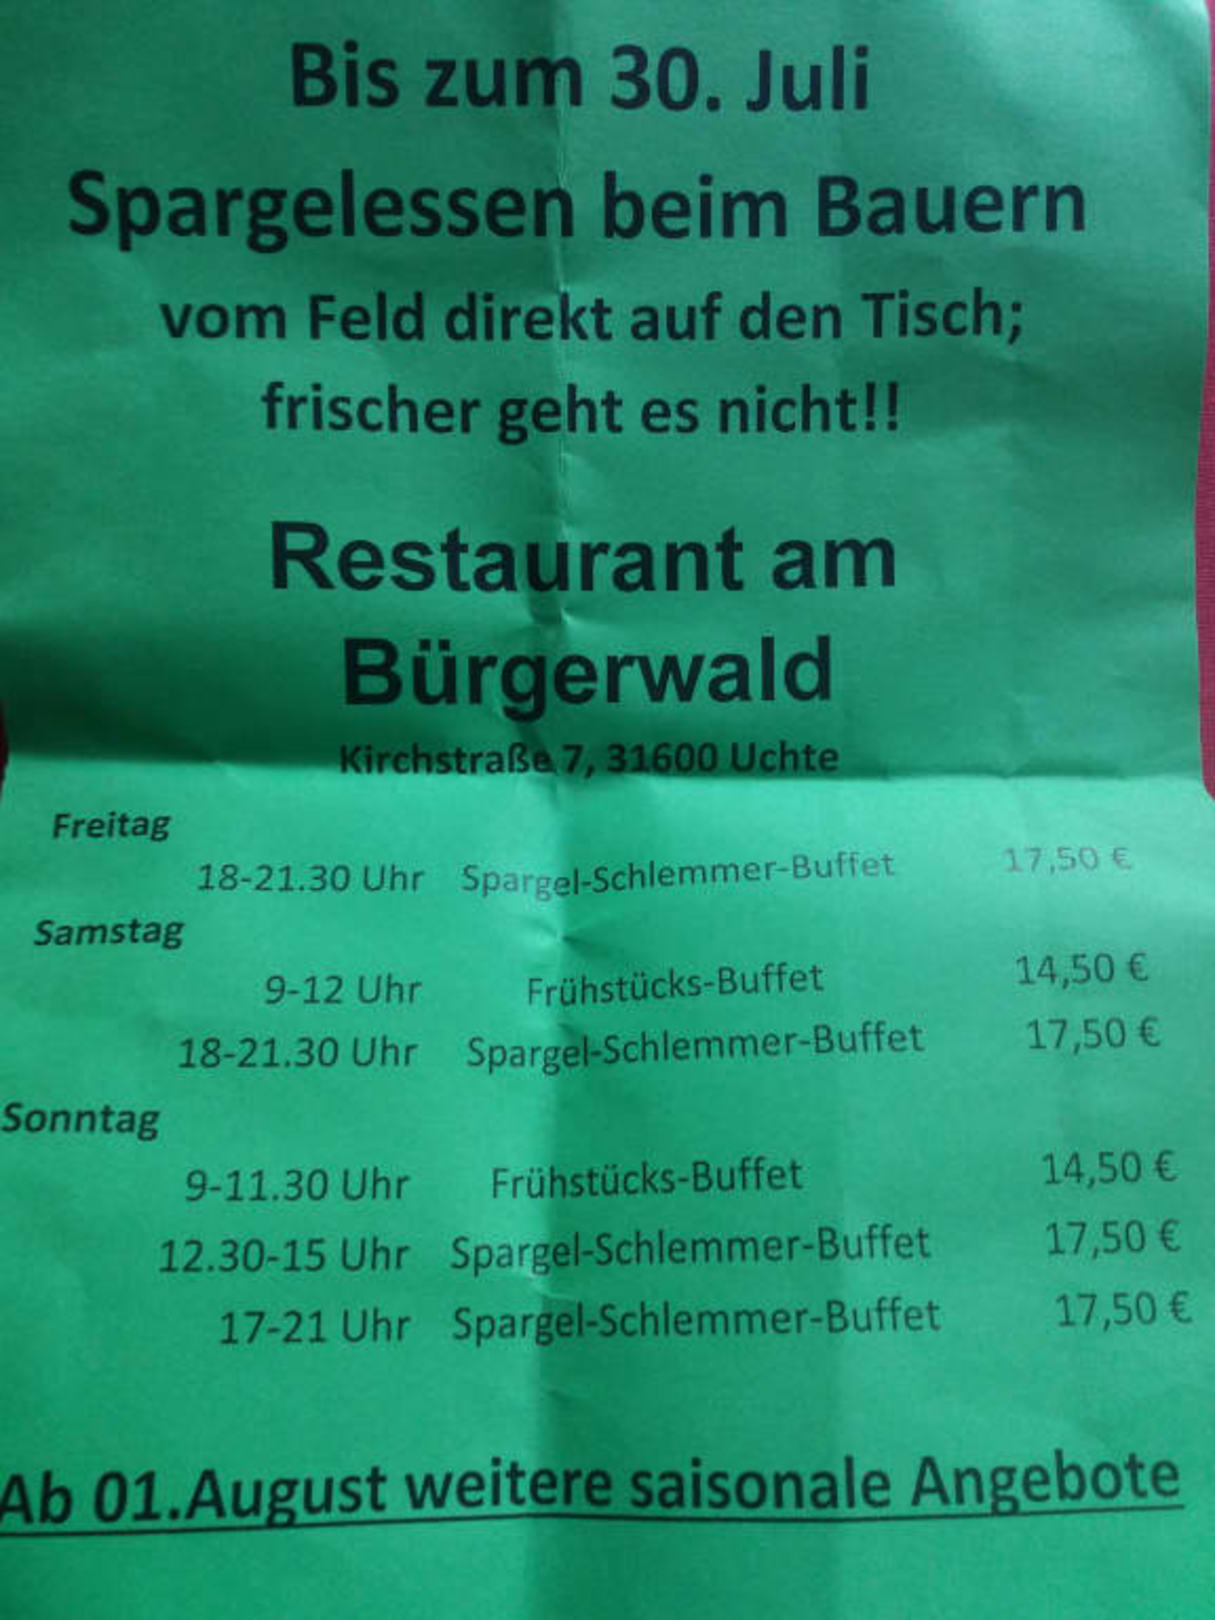 Bis zum 30. Juli
Spargelessen beim Bauern
vom Feld direkt auf den Tisch;
frischer geht es nicht!!
Restaurant am
Bürgerwald
Kirchstraße 7, 31600 Uchte
Freitag
18-21.30 Uhr Spargel-Schlemmer-Buffet 17,50 €
Samstag
9-12 Uhr Frühstücks-Buffet 14,50 €
18-21.30 Uhr Spargel-Schlemmer-Buffet 17,50 €
Sonntag
9-11.30 Uhr Frühstücks-Buffet 14,50 €
12.30-15 Uhr Spargel-Schlemmer-Buffet 17,50 €
17-21 Uhr Spargel-Schlemmer-Buffet 17,50 €
Ab 01.August weitere saisonale Angebote